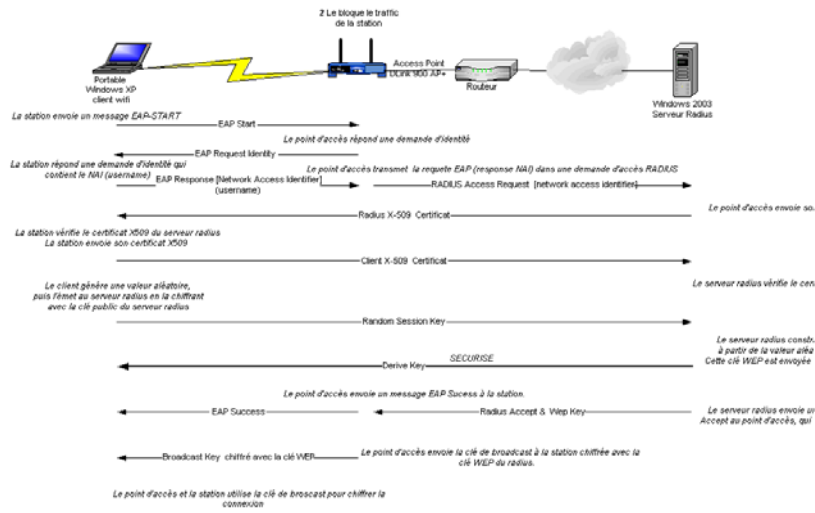 2 Le bloque le traffic
de la station
Access Point
DLink 900 AP+
Portable
Windows XP
client wifi
Routeur
Windows 2003
Serveur Radius
La station envoie un message EAP-START
EAP Start
Le point d'accès répond une demande d'identité
EAP Request Identity
La station répond une demande d'identité qui
contient le NAI (username)
Le point d'accès transmet la requete EAP (response NAI) dans une demande d'accès RADIUS
EAP Response [Network Access Identifier]
(username)
RADIUS Access Request [network access identifier]
Le point d'accès envoie so
Radius X-509 Certificat
La station vérifie le certificat X509 du serveur radius
La station envoie son certificat X509
Client X-509 Certificat
Le serveur radius vérifie le cer
Le client génère une valeur aléatoire,
puis l'émet au serveur radius en la chiffrant
avec la clé public du serveur radius
Random Session Key
Le serveur radius constr
à partir de la valeur aléa
Cette clé WEP est envoyée
SECURISE
Derive Key
Le point d'accès envoie un message EAP Sucess à la station.
EAP Success
Radius Accept & Wep Key
Le serveur radius envoie un
Accept au point d'accès, qui
Broadcast Key chiffré avec la clé WEP
Le point d'accès envoie la clé de broadcast à la station chiffrée avec la
clé WEP du radius.
Le point d'accès et la station utilise la clé de broscast pour chiffrer la
connexion